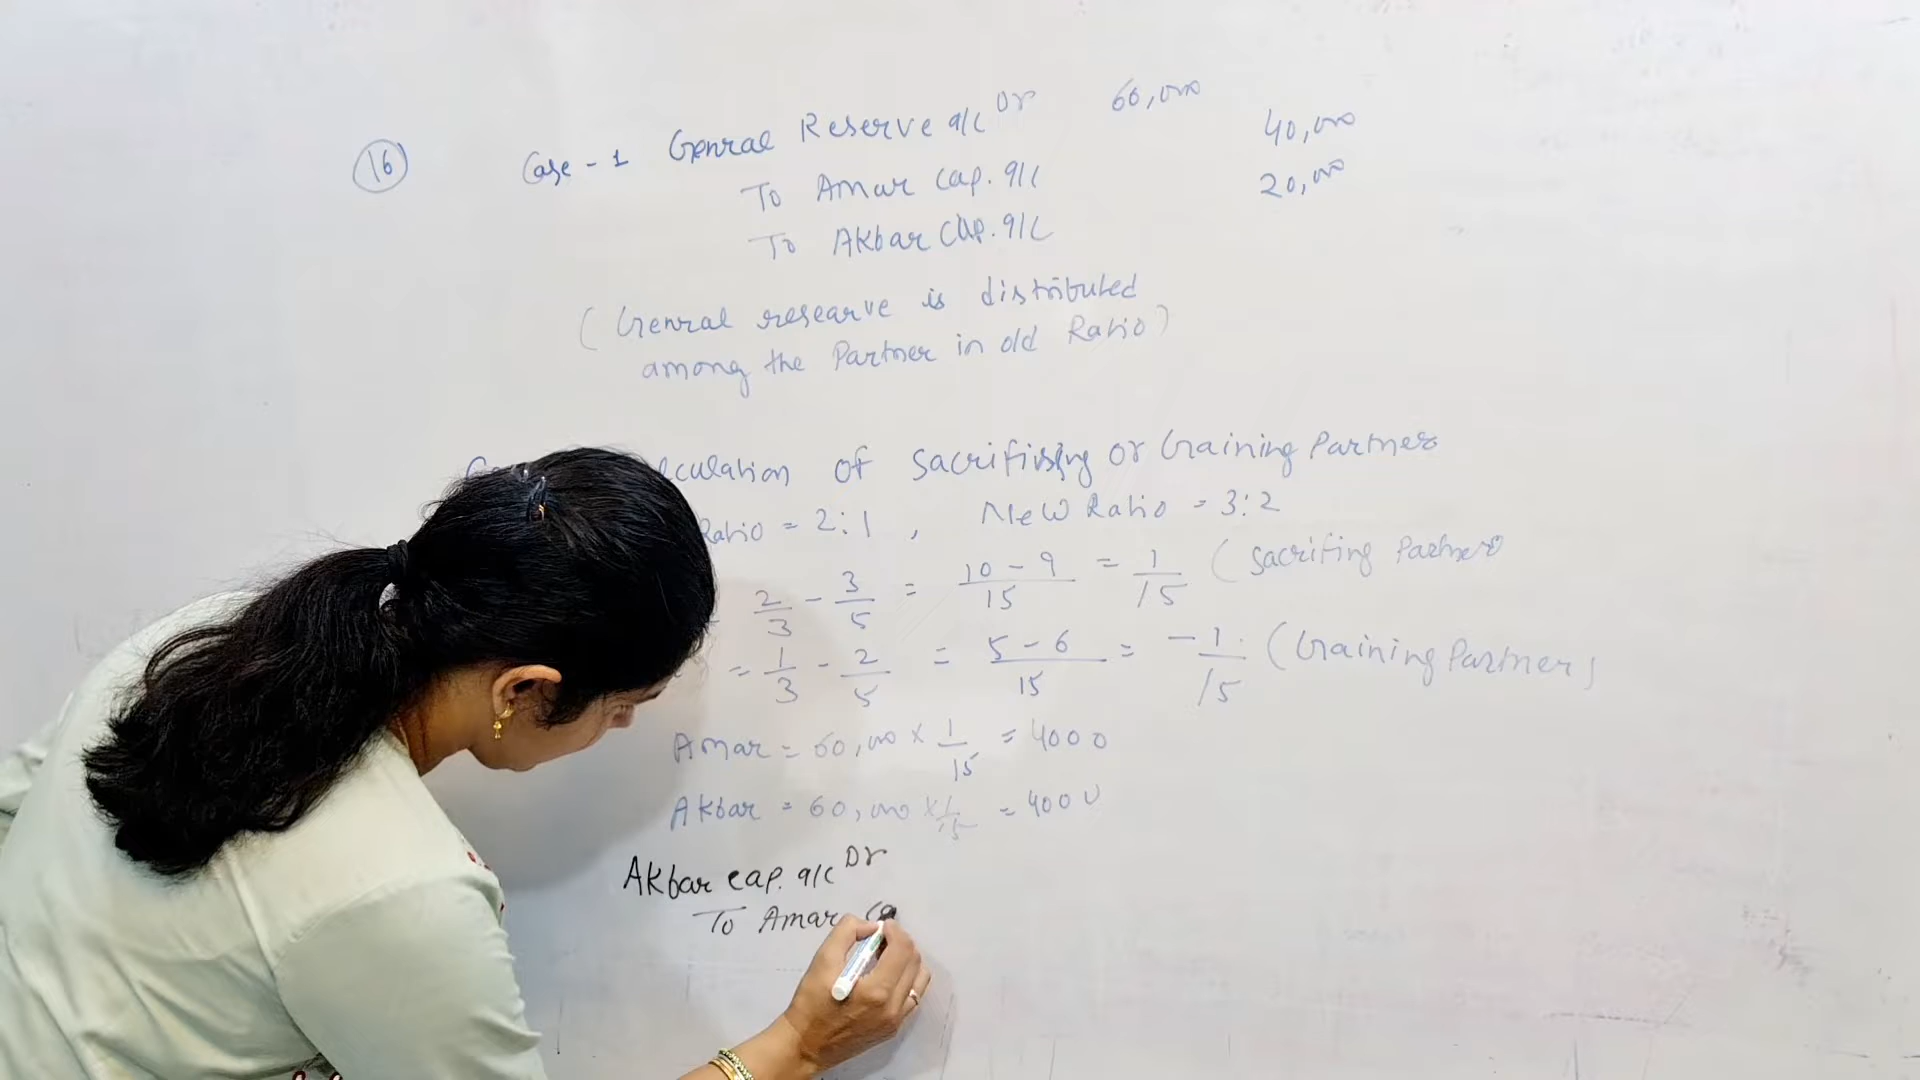 16
Case - 1 Genral Reserve a/c Dr 60,000
To Amar Cap. a/c 40,000
To Akbar Cap. a/c 20,000
( Genral researve is distributed
among the Partner in old Ratio )
of Sacrifising or Gaining Partner
Ratio = 2:1 , New Ratio = 3:2
2/3 - 3/5 = 10 - 9/15 = 1/15 ( Sacrifing Partner
= 1/3 - 2/5 = 5 - 6/15 = - 1/15 ( Gaining Partner )
Amar = 60,000 x 1/15 = 4000
Akbar = 60,000 x 1/15 = 4000
Akbar cap. a/c Dr
To Amar Ca